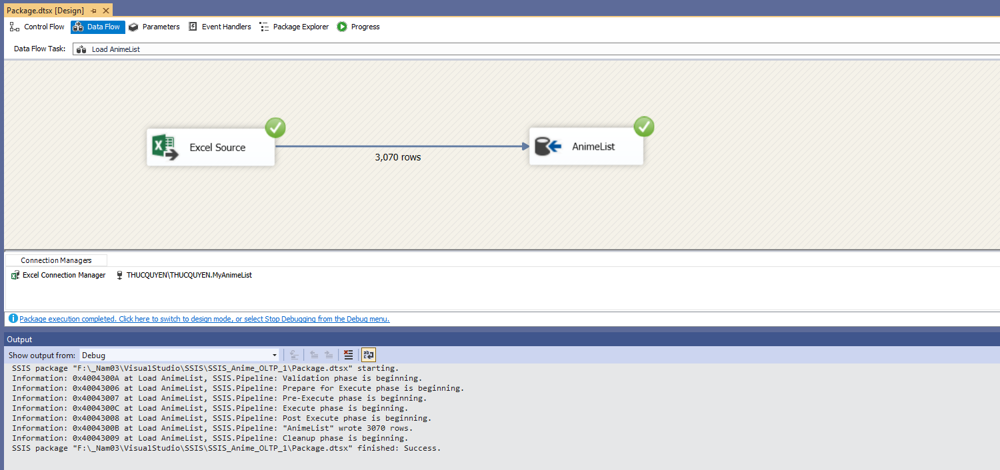 Package.dtsx [Design]
Control Flow Data Flow Parameters Event Handlers Package Explorer Progress
Data Flow Task: Load AnimeList
Excel Source
AnimeList
3,070 rows
Connection Managers
Excel Connection Manager THUCQUYEN\THUCQUYEN.MyAnimeList
Package execution completed. Click here to switch to design mode, or select Stop Debugging from the Debug menu.
Output
Show output from: Debug
SSIS package "F:\_Nam03\VisualStudio\SSIS\SSIS_Anime_OLTP_1\Package.dtsx" starting.
Information: 0x4004300A at Load AnimeList, SSIS.Pipeline: Validation phase is beginning.
Information: 0x40043006 at Load AnimeList, SSIS.Pipeline: Prepare for Execute phase is beginning.
Information: 0x40043007 at Load AnimeList, SSIS.Pipeline: Pre-Execute phase is beginning.
Information: 0x4004300C at Load AnimeList, SSIS.Pipeline: Execute phase is beginning.
Information: 0x40043008 at Load AnimeList, SSIS.Pipeline: Post Execute phase is beginning.
Information: 0x4004300B at Load AnimeList, SSIS.Pipeline: "AnimeList" wrote 3070 rows.
Information: 0x40043009 at Load AnimeList, SSIS.Pipeline: Cleanup phase is beginning.
SSIS package "F:\_Nam03\VisualStudio\SSIS\SSIS_Anime_OLTP_1\Package.dtsx" finished: Success.